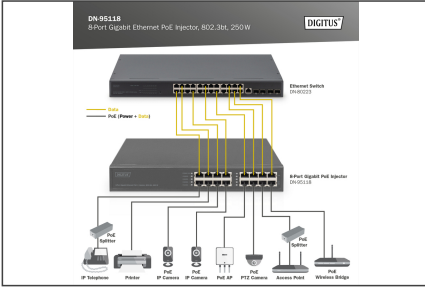 DN-95118
8-Port Gigabit Ethernet PoE Injector, 802.3bt, 250 W
DIGITUS®
Ethernet Switch
DN-80223
Data
PoE (Power + Data)
DIGITUS
8-Port Gigabit PoE Injector
DN-95118
PoE
Splitter
PoE
Splitter
IP Telephone
Printer
PoE
IP Camera
PoE
IP Camera
PoE AP
PoE
PTZ Camera
Access Point
PoE
Wireless Bridge